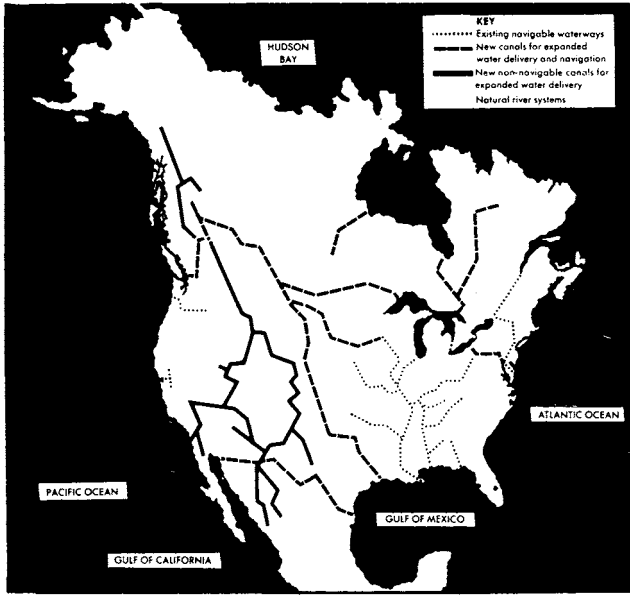 KEY
Existing navigable waterways
New canals for expanded
water delivery and navigation
New non-navigable canals for
expanded water delivery
Natural river systems
HUDSON
BAY
ATLANTIC OCEAN
PACIFIC OCEAN
GULF OF MEXICO
GULF OF CALIFORNIA